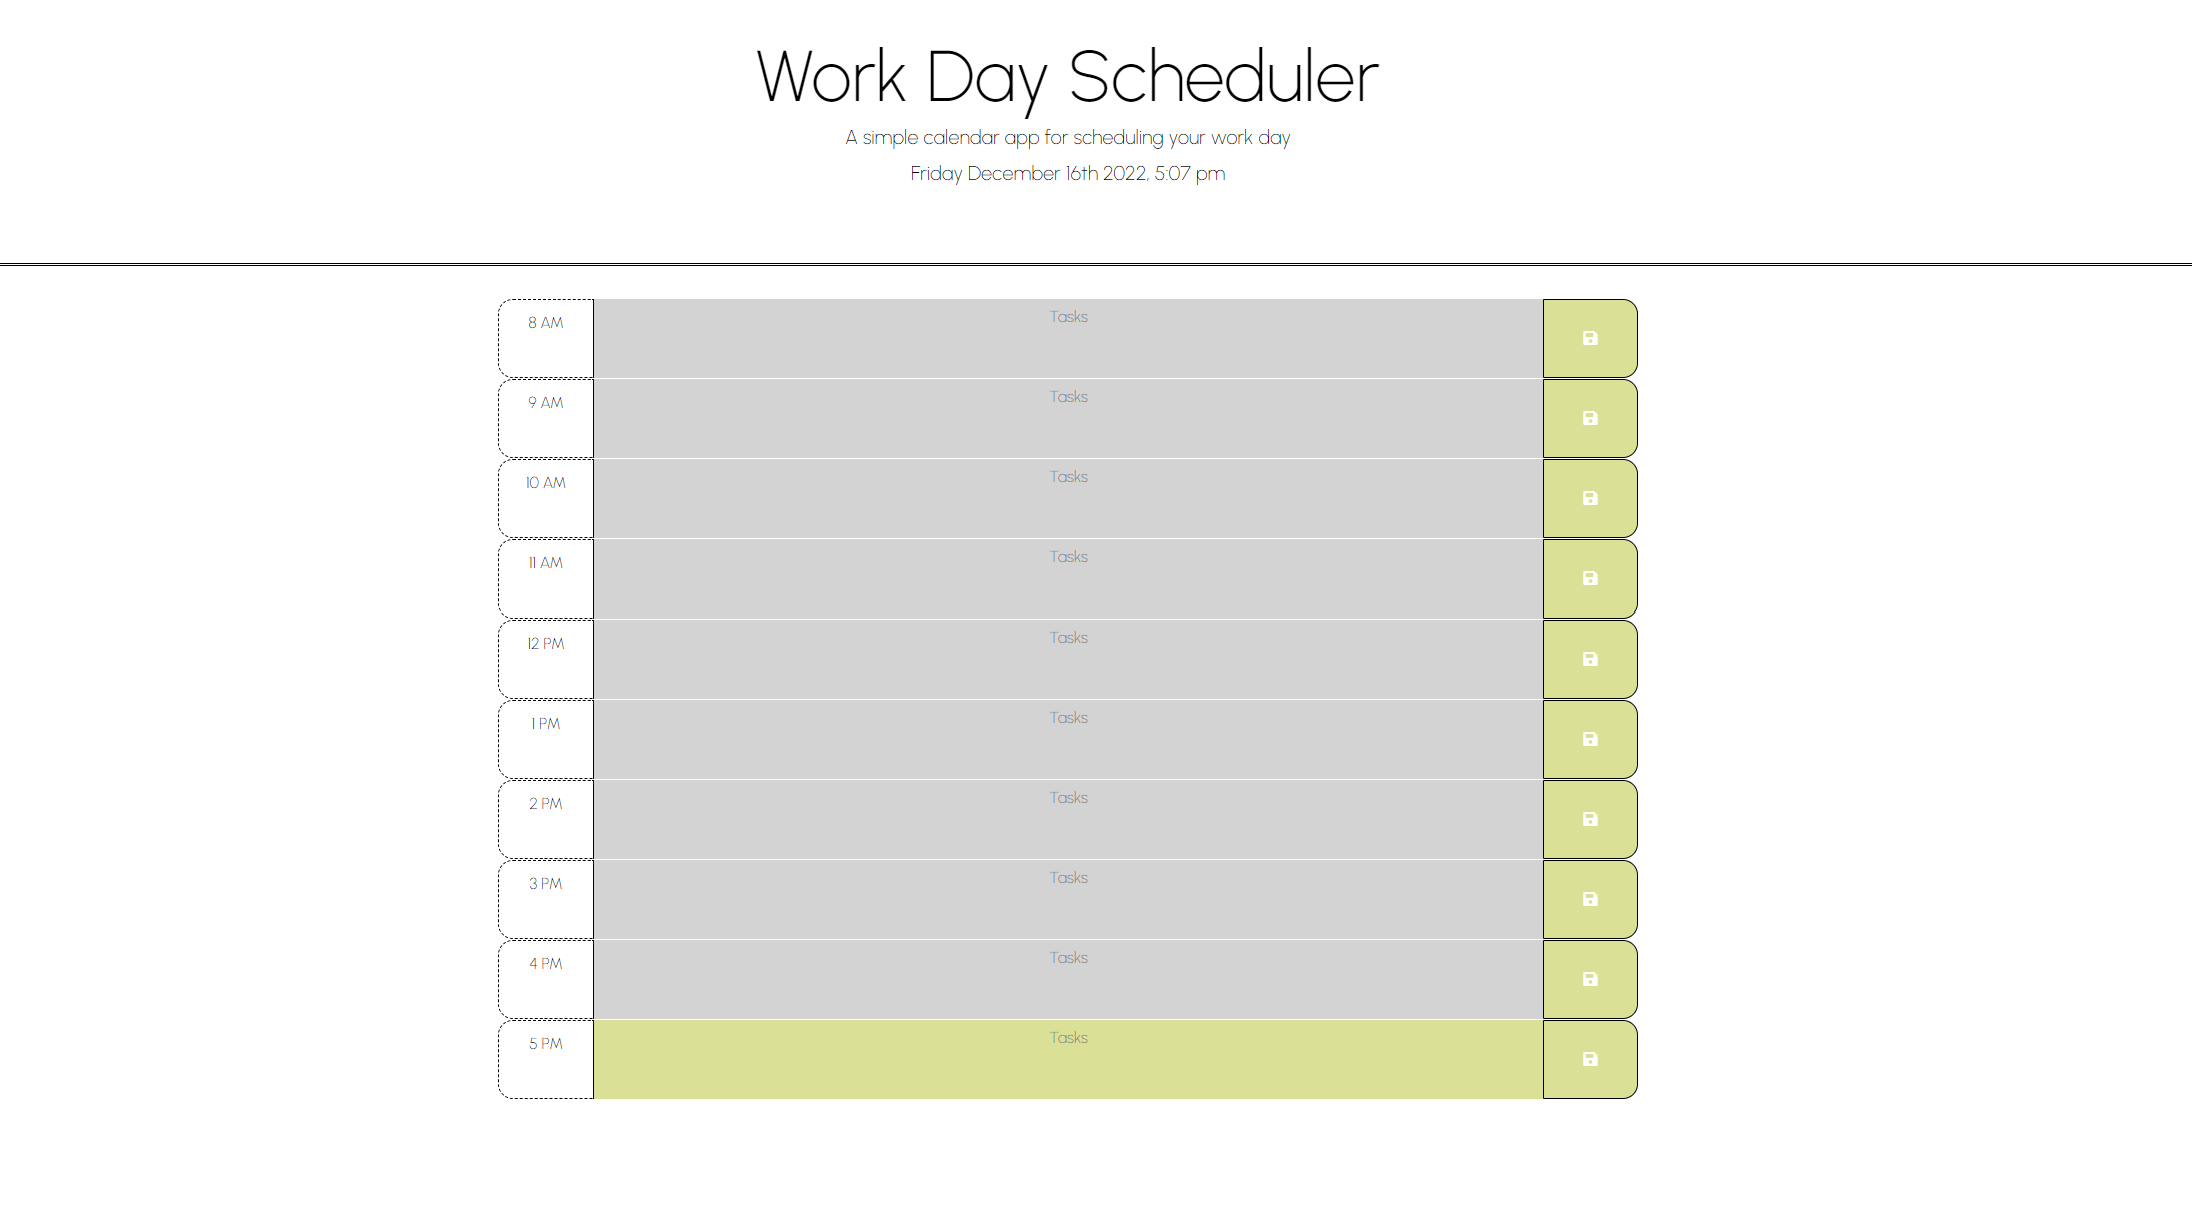 Work Day Scheduler
A simple calendar app for scheduling your work day
Friday December 16th 2022, 5:07 pm
8 AM Tasks
9 AM Tasks
10 AM Tasks
11 AM Tasks
12 PM Tasks
1 PM Tasks
2 PM Tasks
3 PM Tasks
4 PM Tasks
5 PM Tasks